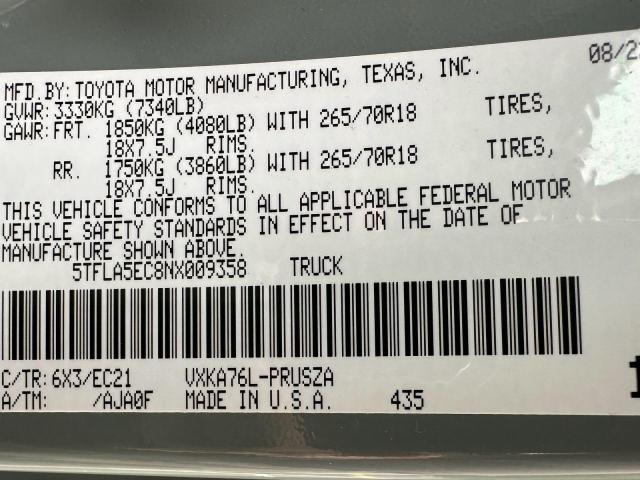 08/2
MFD.BY:TOYOTA MOTOR MANUFACTURING, TEXAS, INC.
GVWR:3330KG (7340LB)
GAWR:FRT. 1850KG (4080LB) WITH 265/70R18 TIRES,
18X7.5J RIMS.
RR. 1750KG (3860LB) WITH 265/70R18 TIRES,
18X7.5J RIMS.
THIS VEHICLE CONFORMS TO ALL APPLICABLE FEDERAL MOTOR
VEHICLE SAFETY STANDARDS IN EFFECT ON THE DATE OF
MANUFACTURE SHOWN ABOVE.
5TFLA5EC8NX009358 TRUCK
C/TR:6X3/EC21 VXKA76L-PRUSZA
A/TM: /AJA0F MADE IN U.S.A. 435